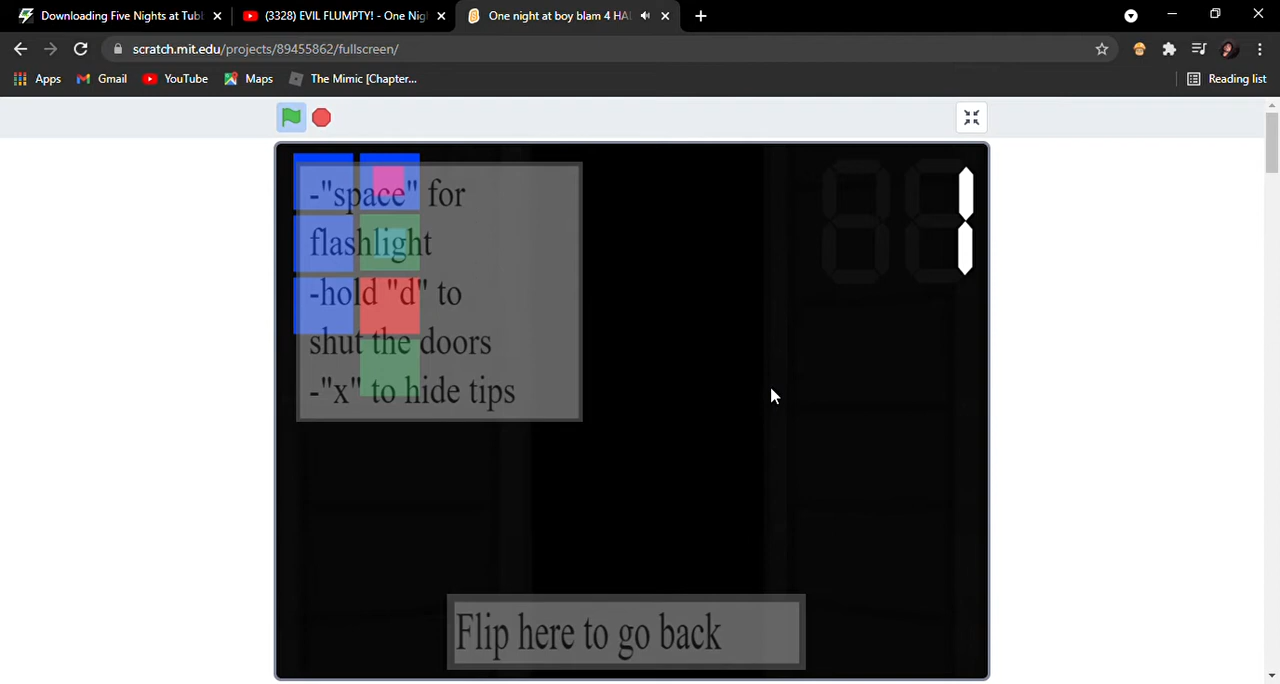 Downloading Five Nights at Tubb
(3328) EVIL FLUMPTY! - One Nig
One night at boy blam 4 HAL
scratch.mit.edu/projects/89455862/fullscreen/
Apps Gmail YouTube Maps The Mimic [Chapter... Reading list
-"space" for
flashlight
-hold "d" to
shut the doors
-"x" to hide tips
1
Flip here to go back